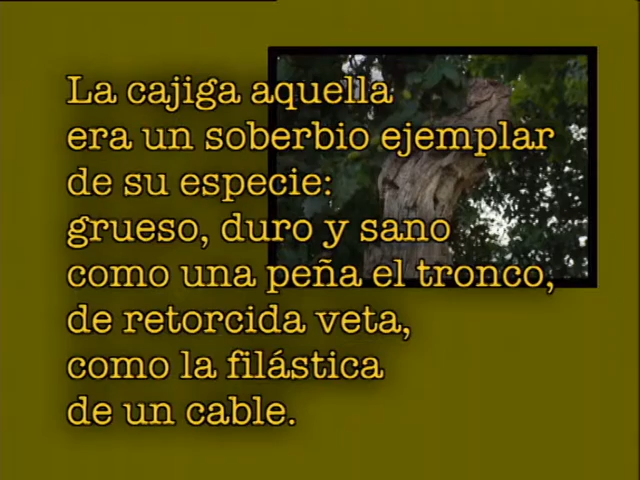 La cajiga aquella
era un soberbio ejemplar
de su especie:
grueso, duro y sano
como una peña el tronco,
de retorcida veta,
como la filástica
de un cable.